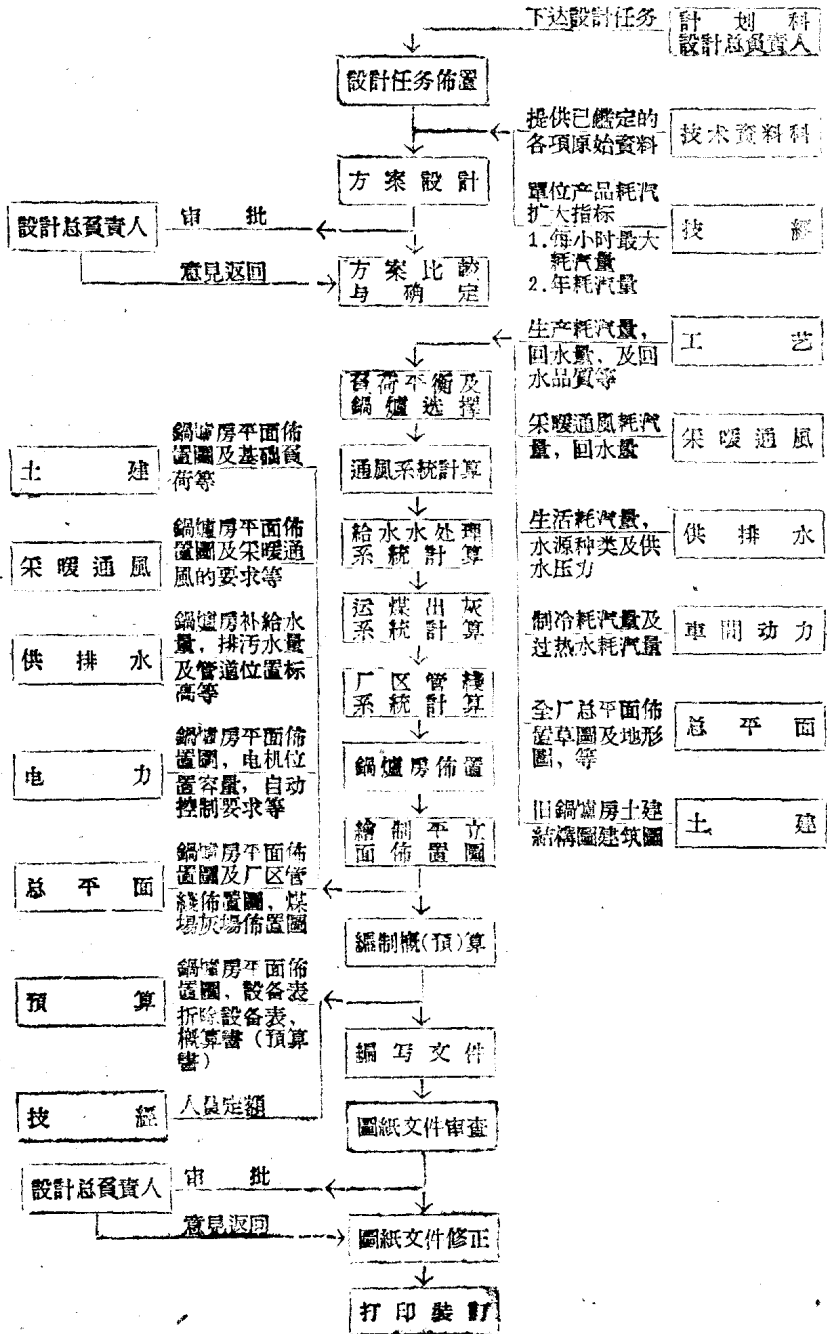 下达設計任务
計划科
設計总負責人
設計任务佈置
提供已鑑定的
各項原始資料
技术資料科
方案設計
單位产品耗汽
扩大指标
1.每小时最大
耗汽量
2.年耗汽量
技經
設計总負責人
审批
意見返回
方案比較
与确定
生产耗汽量,
回水量、及回
水品質等
工艺
負荷平衡及
鍋爐选擇
采暖通風耗汽
量,回水量
采暖通風
土建
鍋爐房平面佈
置圖及基础負
荷等
通風系統計算
采暖通風
鍋爐房平面佈
置圖及采暖通
風的要求等
給水水处理
系統計算
生活耗汽量,
水源种类及供
水压力
供排水
运煤出灰
系統計算
供排水
鍋爐房补給水
量,排污水量
及管道位置标
高等
制冷耗汽量及
过热水耗汽量
車間动力
厂区管綫
系統計算
全厂总平面佈
置草圖及地形
圖,等
总平面
电力
鍋爐房平面佈
置圖,电机位
置容量,自动
控制要求等
鍋爐房佈置
旧鍋爐房土建
結構圖建筑圖
土建
繪制平立
面佈置圖
总平面
鍋爐房平面佈
置圖及厂区管
綫佈置圖,煤
場灰場佈置圖
編制概(預)算
預算
鍋爐房平面佈
置圖,設备表
折除設备表、
概算書(預算
書)
編写文件
技經
人員定額
圖紙文件审查
設計总負責人
审批
意見返回
圖紙文件修正
打印裝訂